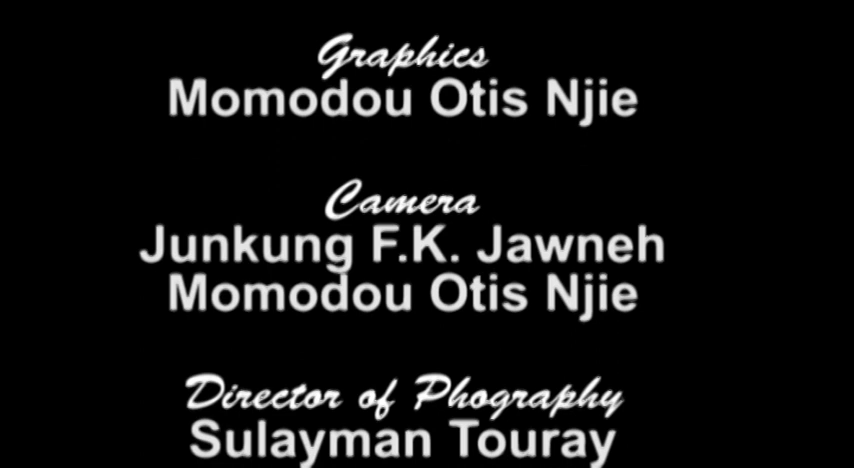 Graphics
Momodou Otis Njie
Camera
Junkung F.K. Jawneh
Momodou Otis Njie
Director of Phography
Sulayman Touray